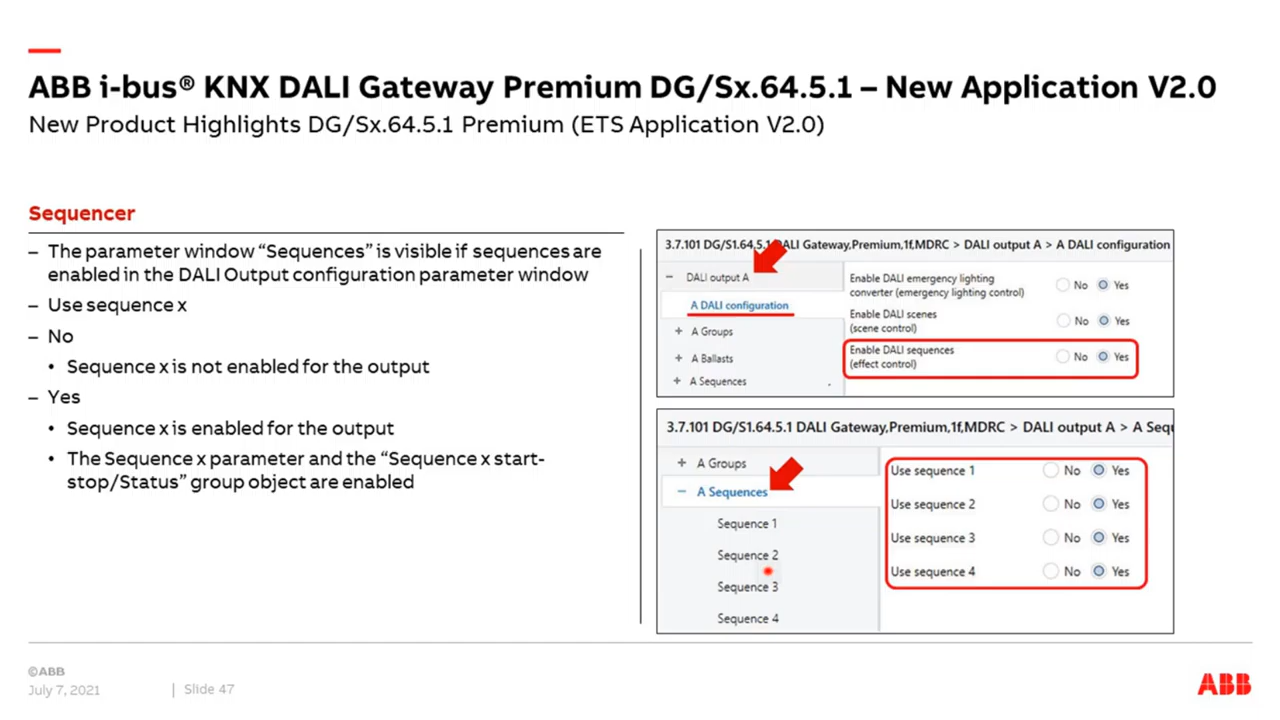 ABB i-bus® KNX DALI Gateway Premium DG/Sx.64.5.1 – New Application V2.0
New Product Highlights DG/Sx.64.5.1 Premium (ETS Application V2.0)
Sequencer
– The parameter window “Sequences” is visible if sequences are
enabled in the DALI Output configuration parameter window
– Use sequence x
– No
• Sequence x is not enabled for the output
– Yes
• Sequence x is enabled for the output
• The Sequence x parameter and the “Sequence x start-
stop/Status” group object are enabled
3.7.101 DG/S1.64.5.1 DALI Gateway,Premium,1f,MDRC > DALI output A > A DALI configuration
− DALI output A
A DALI configuration
+ A Groups
+ A Ballasts
+ A Sequences
Enable DALI emergency lighting
converter (emergency lighting control) No Yes
Enable DALI scenes
(scene control) No Yes
Enable DALI sequences
(effect control) No Yes
3.7.101 DG/S1.64.5.1 DALI Gateway,Premium,1f,MDRC > DALI output A > A Sequ
+ A Groups
− A Sequences
Sequence 1
Sequence 2
Sequence 3
Sequence 4
Use sequence 1 No Yes
Use sequence 2 No Yes
Use sequence 3 No Yes
Use sequence 4 No Yes
©ABB
July 7, 2021 | Slide 47
ABB